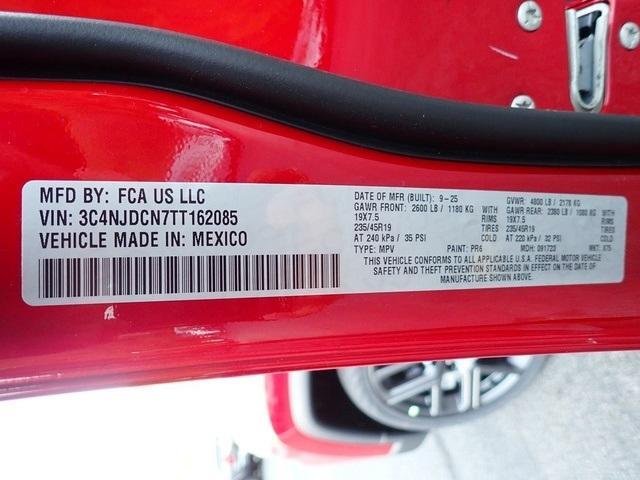 MFD BY: FCA US LLC
VIN: 3C4NJDCN7TT162085
VEHICLE MADE IN: MEXICO
DATE OF MFR (BUILT): 9-25 GVWR: 4800 LB / 2178 KG
GAWR FRONT: 2600 LB / 1180 KG WITH GAWR REAR: 2380 LB / 1080 KG WITH
19X7.5 RIMS 19X7.5 RIMS
235/45R19 TIRES 235/45R19 TIRES
AT 240 kPa / 35 PSI COLD AT 220 kPa / 32 PSI COLD
TYPE: MPV PAINT: PR6 MDH: 091723 MKT: X75
THIS VEHICLE CONFORMS TO ALL APPLICABLE U.S.A. FEDERAL MOTOR VEHICLE
SAFETY AND THEFT PREVENTION STANDARDS IN EFFECT ON THE DATE OF
MANUFACTURE SHOWN ABOVE.